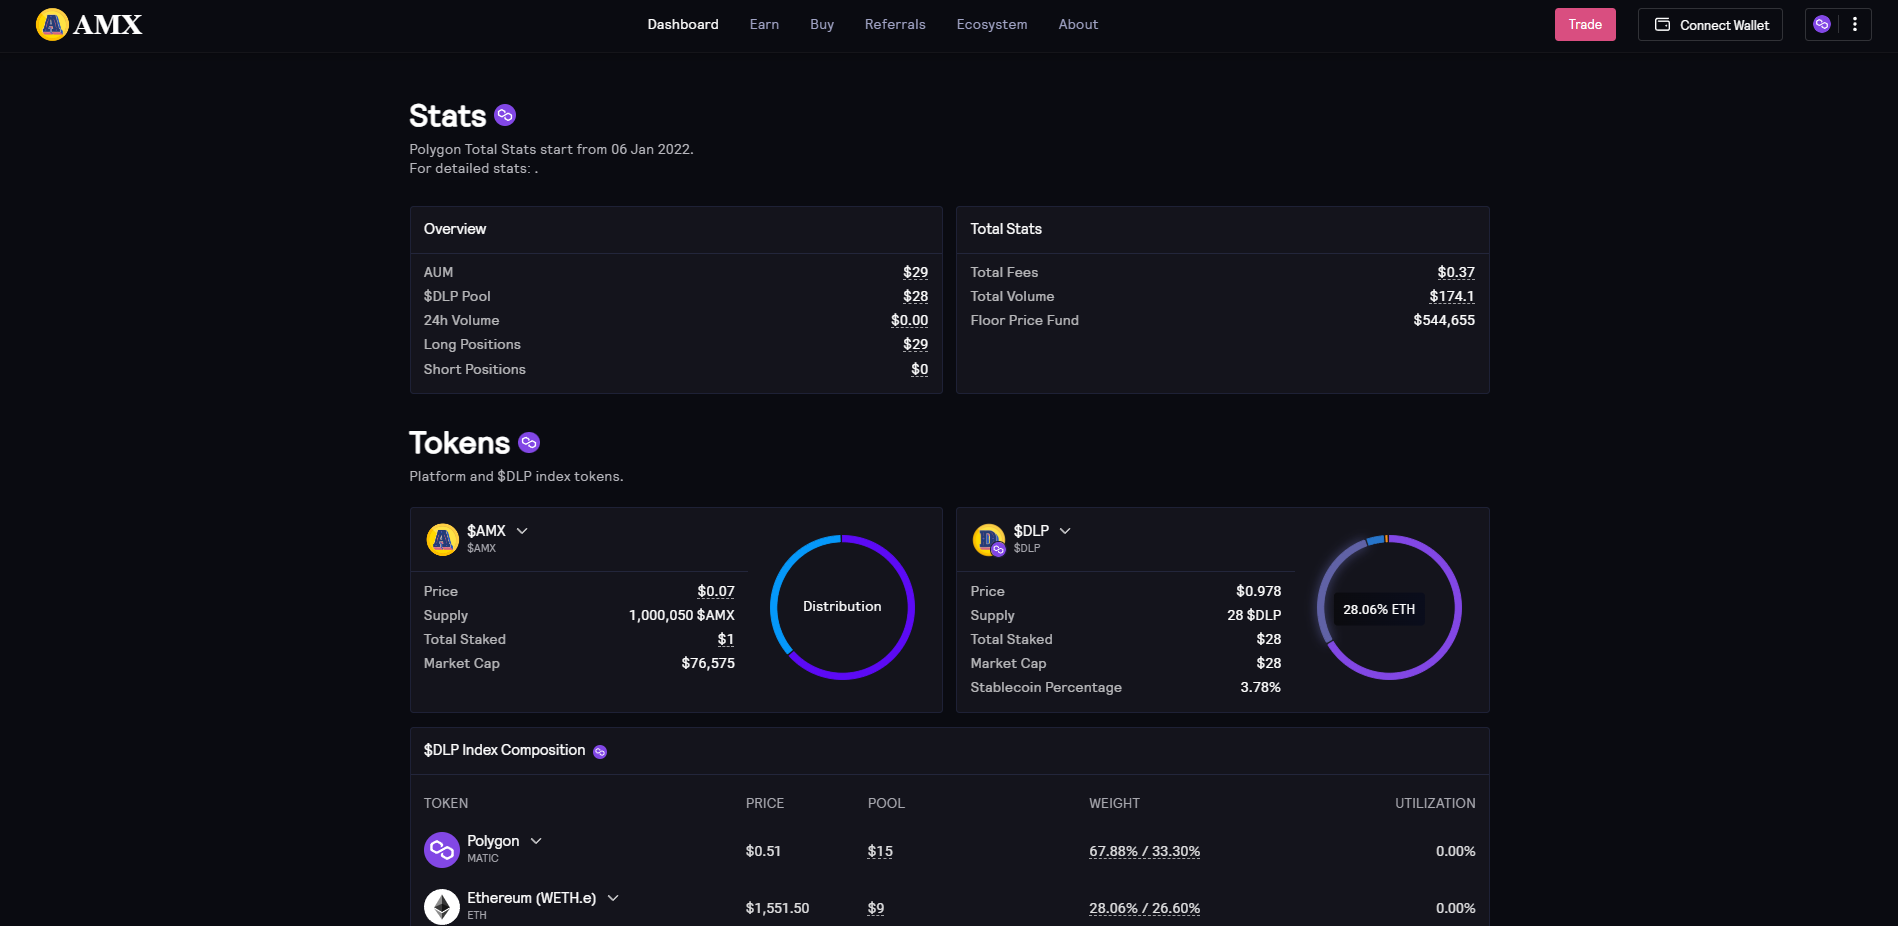 AMX
Dashboard Earn Buy Referrals Ecosystem About
Trade Connect Wallet
Stats
Polygon Total Stats start from 06 Jan 2022.
For detailed stats: .
Overview
AUM $29
$DLP Pool $28
24h Volume $0.00
Long Positions $29
Short Positions $0
Total Stats
Total Fees $0.37
Total Volume $174.1
Floor Price Fund $544,655
Tokens
Platform and $DLP index tokens.
$AMX
$AMX
Price $0.07
Supply 1,000,050 $AMX
Total Staked $1
Market Cap $76,575
Distribution
$DLP
$DLP
Price $0.978
Supply 28 $DLP
Total Staked $28
Market Cap $28
Stablecoin Percentage 3.78%
28.06% ETH
$DLP Index Composition
TOKEN PRICE POOL WEIGHT UTILIZATION
Polygon
MATIC
$0.51 $15 67.88% / 33.30% 0.00%
Ethereum (WETH.e)
ETH
$1,551.50 $9 28.06% / 26.60% 0.00%